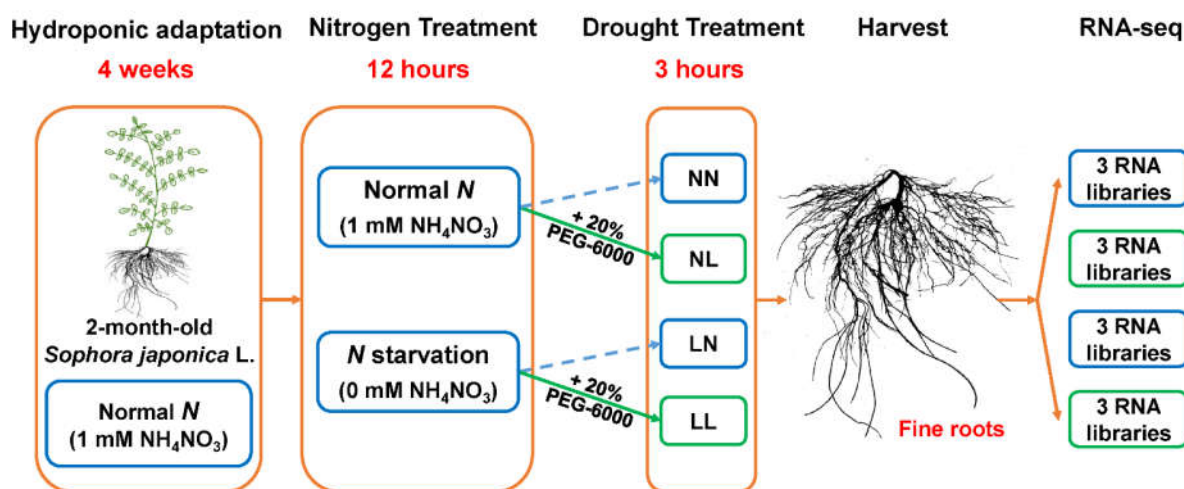 Hydroponic adaptation
4 weeks
Nitrogen Treatment
12 hours
Drought Treatment
3 hours
Harvest
RNA-seq
2-month-old
Sophora japonica L.
Normal N
(1 mM NH₄NO₃)
Normal N
(1 mM NH₄NO₃)
N starvation
(0 mM NH₄NO₃)
+ 20%
PEG-6000
+ 20%
PEG-6000
NN
NL
LN
LL
Fine roots
3 RNA
libraries
3 RNA
libraries
3 RNA
libraries
3 RNA
libraries